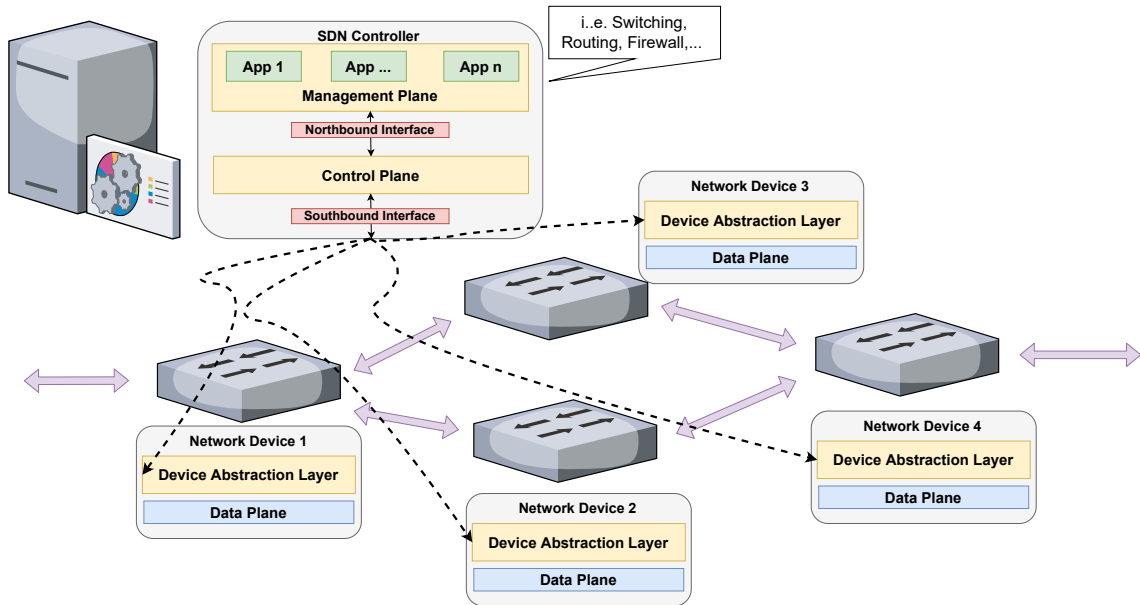 i..e. Switching,
Routing, Firewall,...
SDN Controller
App 1
App ...
App n
Management Plane
Northbound Interface
Control Plane
Southbound Interface
Network Device 3
Device Abstraction Layer
Data Plane
Network Device 1
Device Abstraction Layer
Data Plane
Network Device 4
Device Abstraction Layer
Data Plane
Network Device 2
Device Abstraction Layer
Data Plane